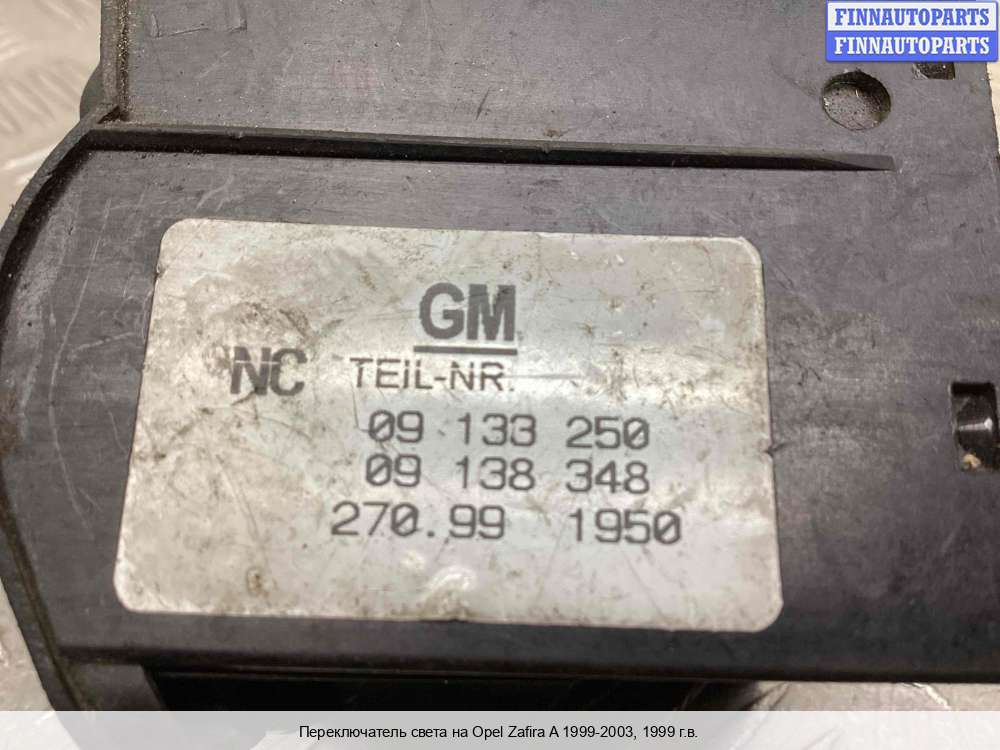 FINNAUTOPARTS
FINNAUTOPARTS
GM
NC TEIL-NR.
09 133 250
09 138 348
270.99 1950
Переключатель света на Opel Zafira A 1999-2003, 1999 г.в.